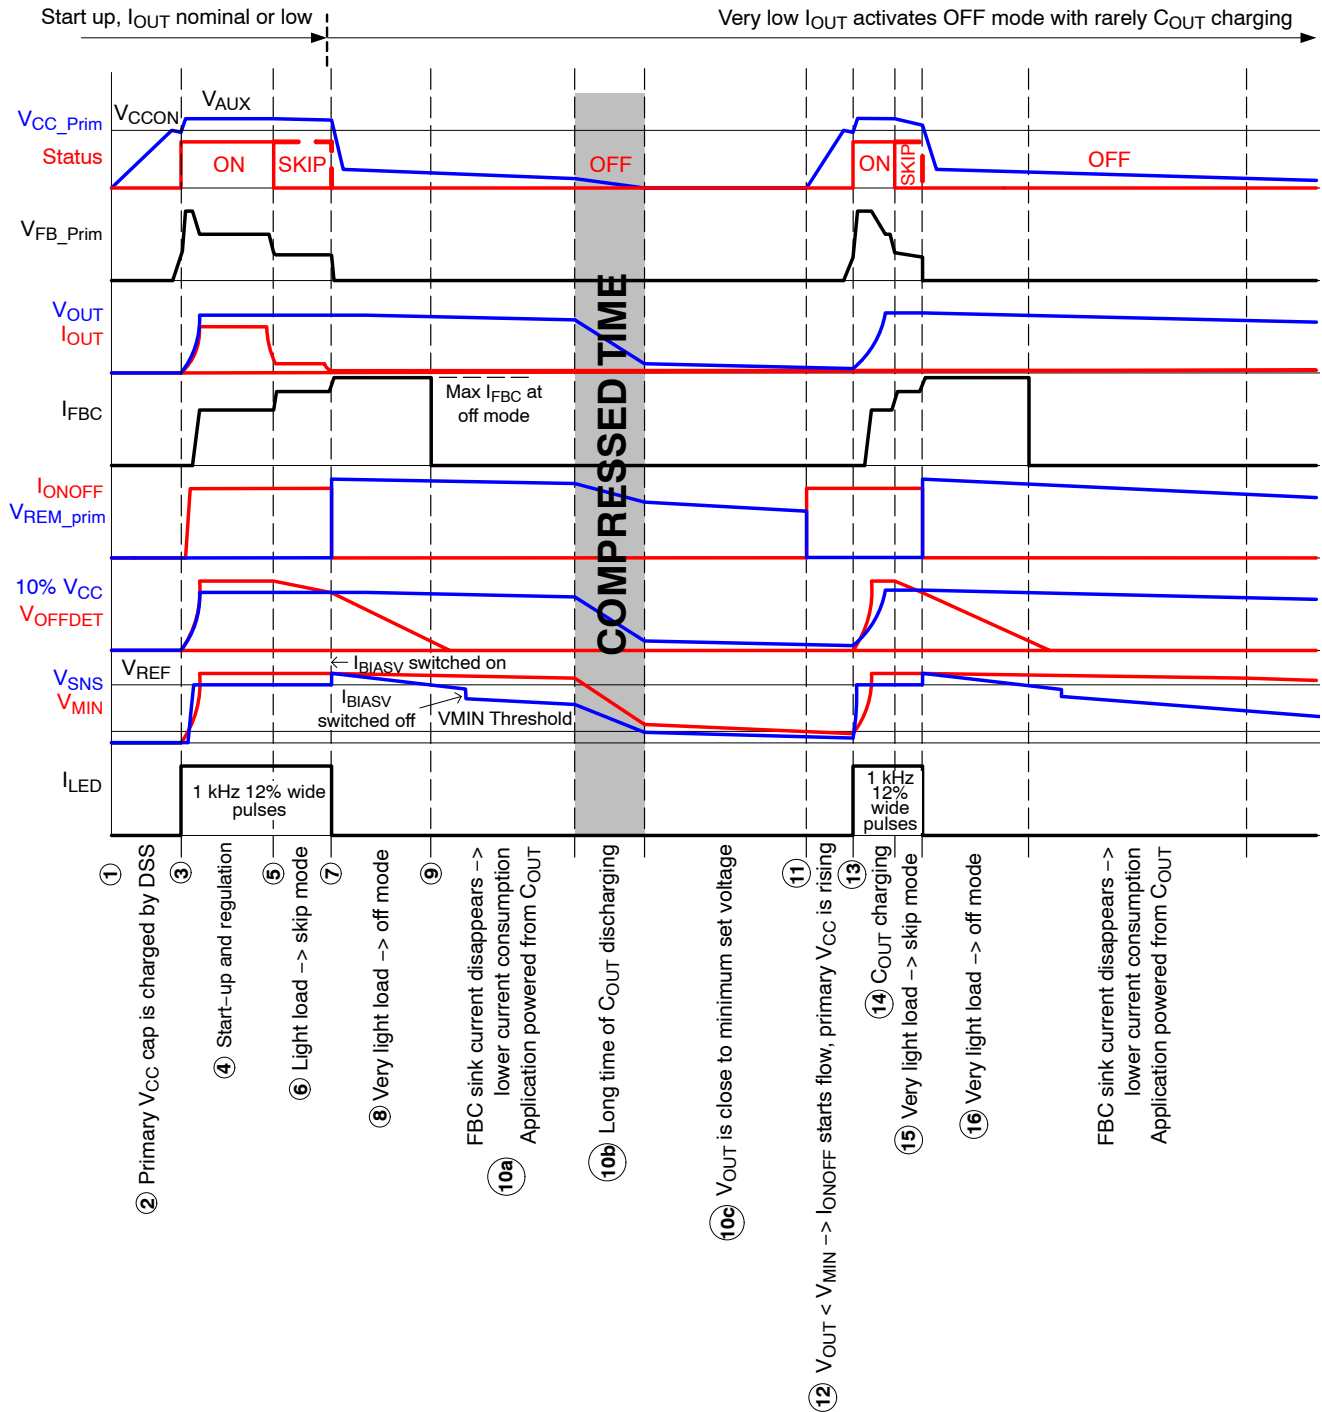 Start up, IOUT nominal or low
Very low IOUT activates OFF mode with rarely COUT charging
VCCON
VAUX
VCC_Prim
Status
ON
SKIP
OFF
ON
SKIP
OFF
VFB_Prim
VOUT
IOUT
IFBC
Max IFBC at
off mode
COMPRESSED TIME
IONOFF
VREM_prim
10% VCC
VOFFDET
VREF
IBIASV switched on
VSNS
VMIN
IBIASV
switched off
VMIN Threshold
ILED
1 kHz 12% wide
pulses
1 kHz
12%
wide
pulses
1
2 Primary VCC cap is charged by DSS
3
4 Start-up and regulation
5
6 Light load -> skip mode
7
8 Very light load -> off mode
9
10a
FBC sink current disappears ->
lower current consumption
Application powered from COUT
10b Long time of COUT discharging
10c VOUT is close to minimum set voltage
11
12 VOUT < VMIN -> IONOFF starts flow, primary VCC is rising
13
14 COUT charging
15 Very light load -> skip mode
16 Very light load -> off mode
FBC sink current disappears ->
lower current consumption
Application powered from COUT